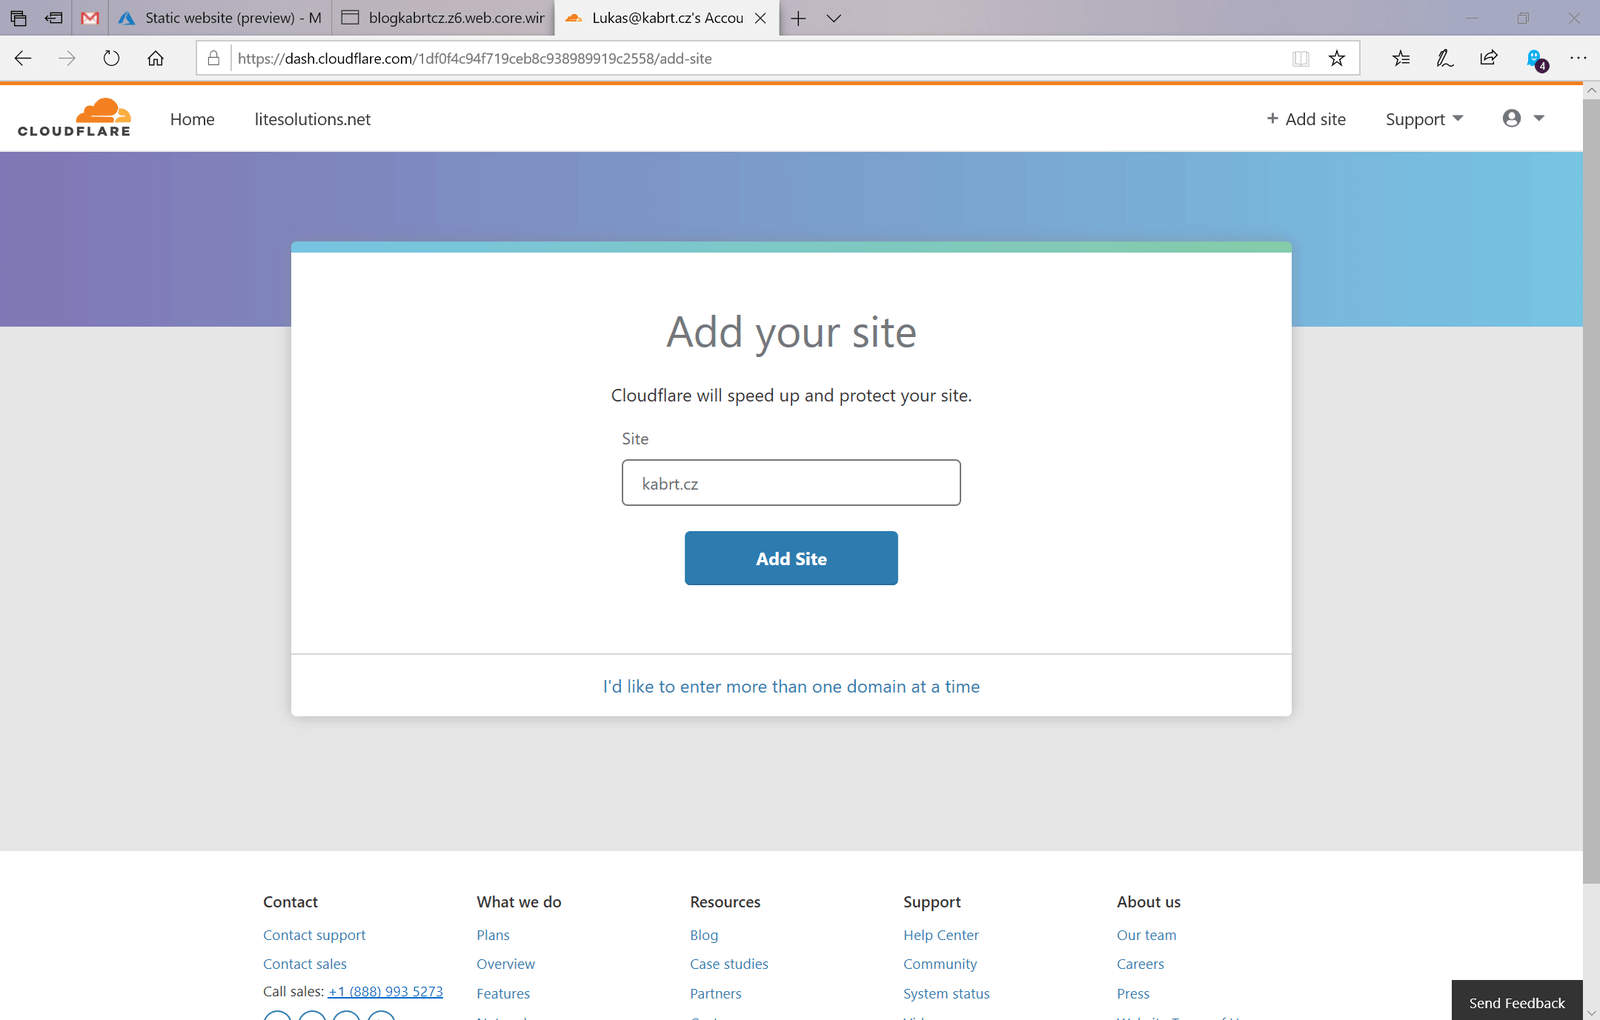 Static website (preview) - M
blogkabrtcz.z6.web.core.wir
Lukas@kabrt.cz's Accou
https://dash.cloudflare.com/1df0f4c94f719ceb8c938989919c2558/add-site
4
CLOUDFLARE
Home
litesolutions.net
+ Add site
Support
Add your site
Cloudflare will speed up and protect your site.
Site
kabrt.cz
Add Site
I'd like to enter more than one domain at a time
Contact
Contact support
Contact sales
Call sales: +1 (888) 993 5273
What we do
Plans
Overview
Features
Resources
Blog
Case studies
Partners
Support
Help Center
Community
System status
About us
Our team
Careers
Press
Send Feedback